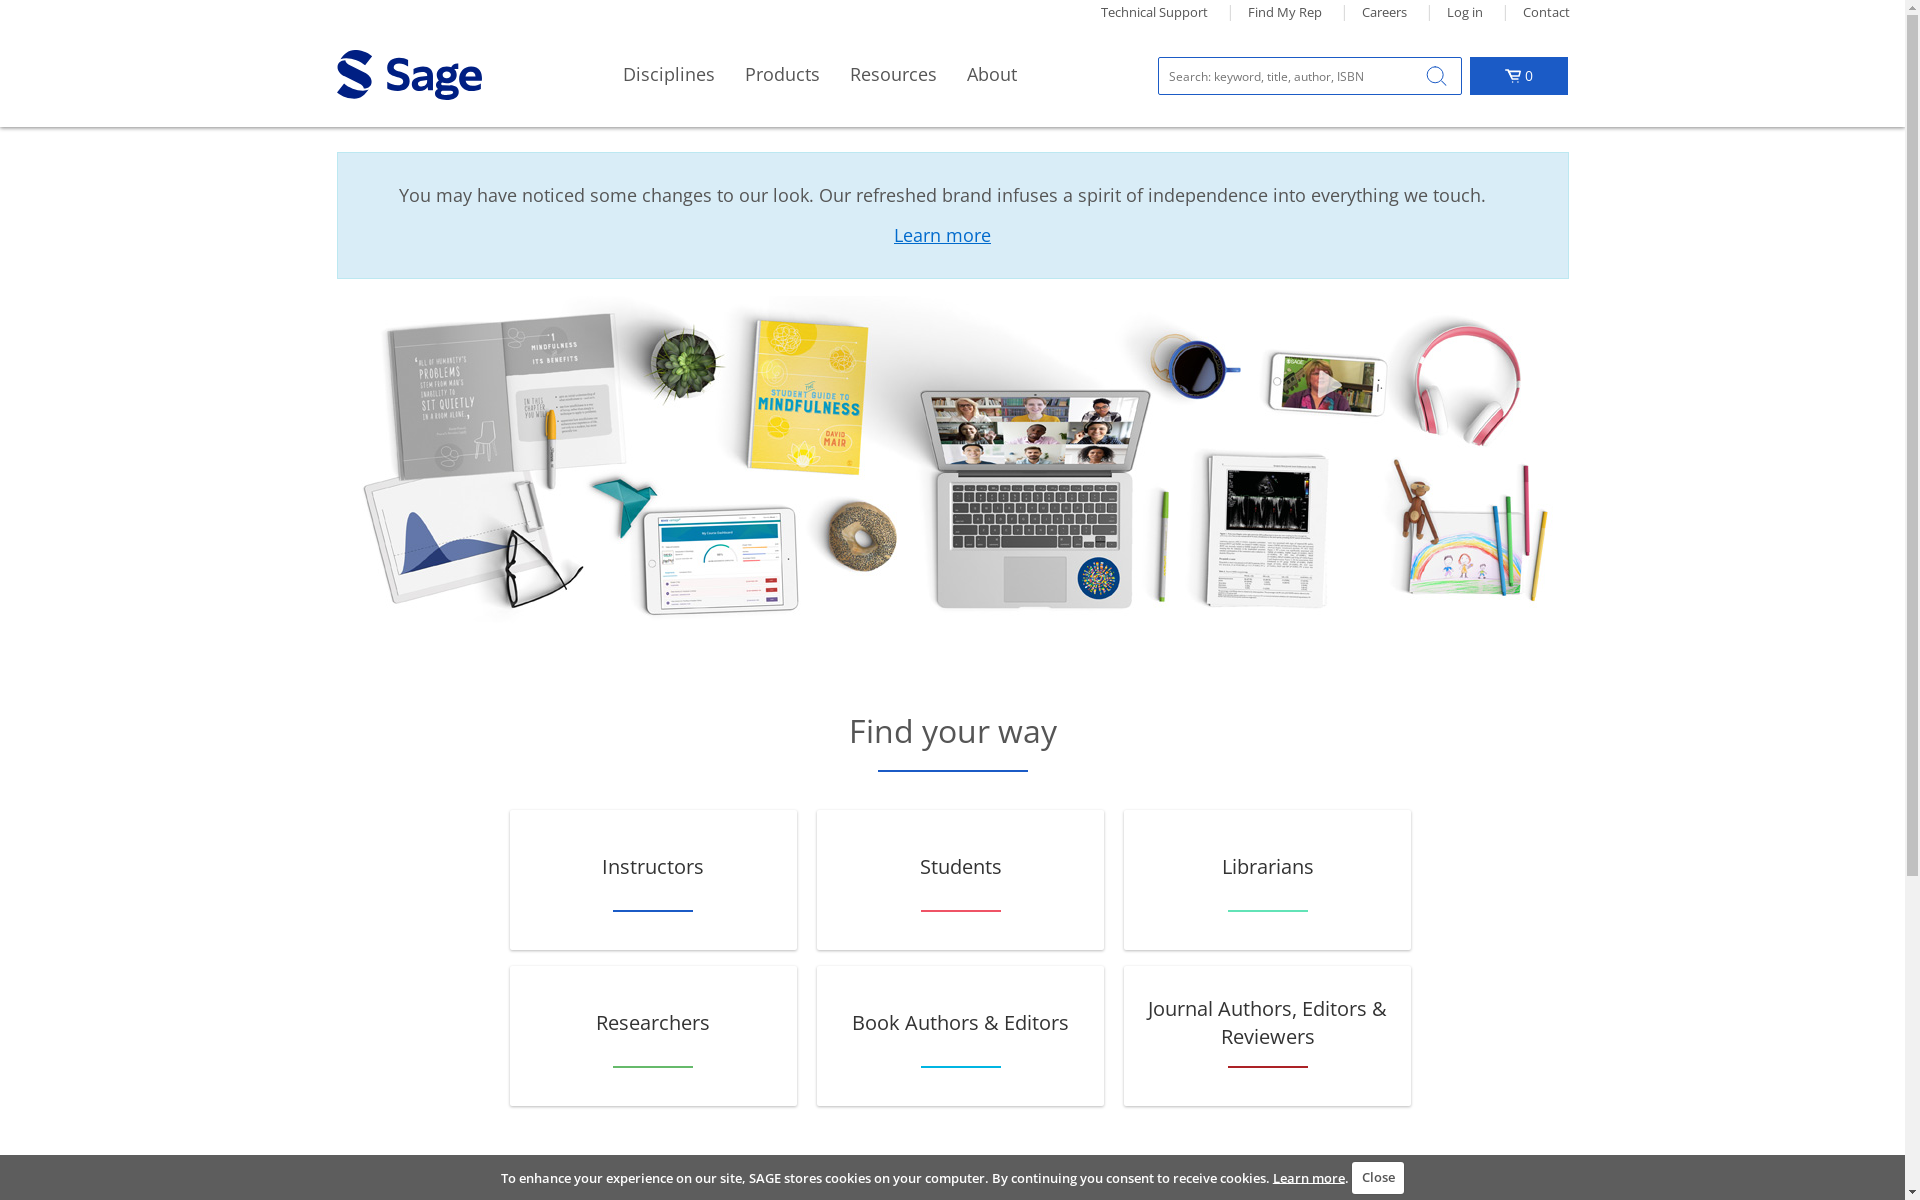 Technical Support
Find My Rep
Careers
Log in
Contact
Sage
Disciplines
Products
Resources
About
Search: keyword, title, author, ISBN
0
You may have noticed some changes to our look. Our refreshed brand infuses a spirit of independence into everything we touch.
Learn more
'ALL OF HUMANITY'S
PROBLEMS
STEM FROM MAN'S
INABILITY TO
SIT QUIETLY
IN A ROOM ALONE,'
1
MINDFULNESS
ITS BENEFITS
THE
STUDENT GUIDE TO
MINDFULNESS
DAVID
MAIR
SAGE
Find your way
Instructors
Students
Librarians
Researchers
Book Authors & Editors
Journal Authors, Editors &
Reviewers
To enhance your experience on our site, SAGE stores cookies on your computer. By continuing you consent to receive cookies. Learn more. Close